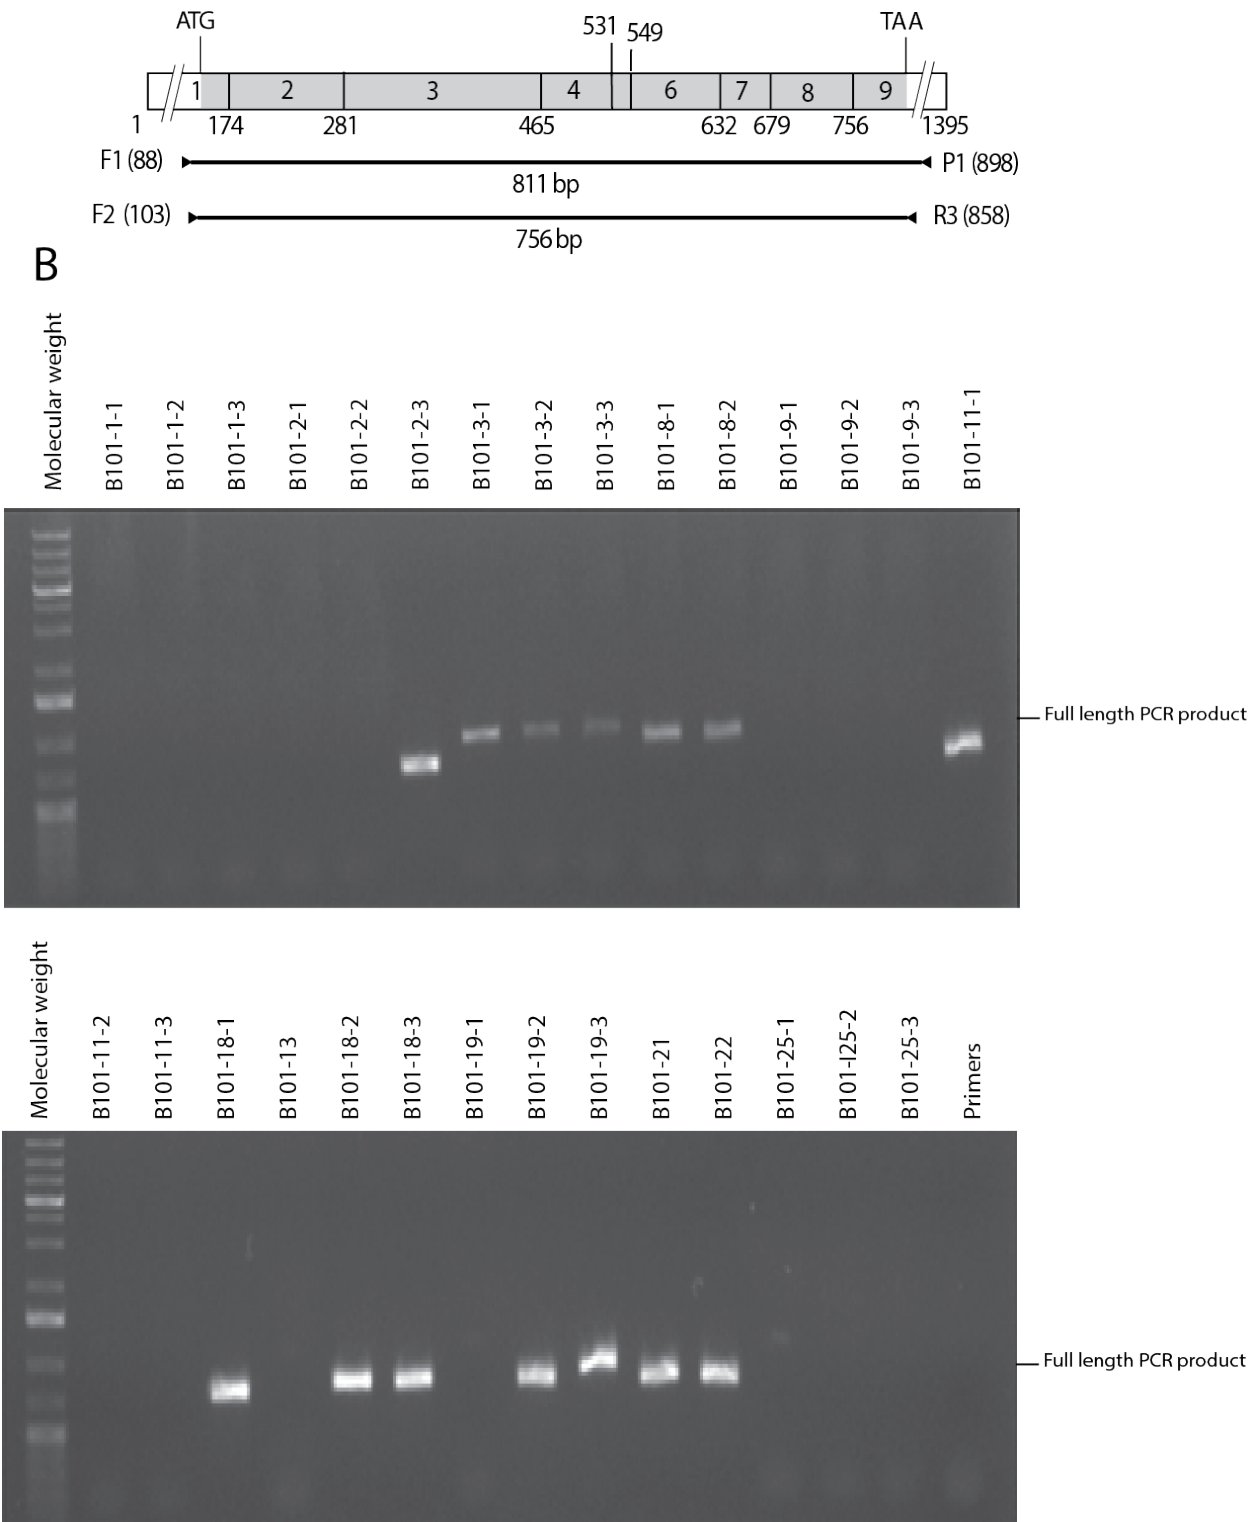 ATG
531
549
TAA
1 2 3 4 6 7 8 9
1 174 281 465 632 679 756 1395
F1 (88)
P1 (898)
811 bp
F2 (103)
R3 (858)
756 bp
B
Molecular weight
B101-1-1
B101-1-2
B101-1-3
B101-2-1
B101-2-2
B101-2-3
B101-3-1
B101-3-2
B101-3-3
B101-8-1
B101-8-2
B101-9-1
B101-9-2
B101-9-3
B101-11-1
Full length PCR product
Molecular weight
B101-11-2
B101-11-3
B101-18-1
B101-13
B101-18-2
B101-18-3
B101-19-1
B101-19-2
B101-19-3
B101-21
B101-22
B101-25-1
B101-I25-2
B101-25-3
Primers
Full length PCR product